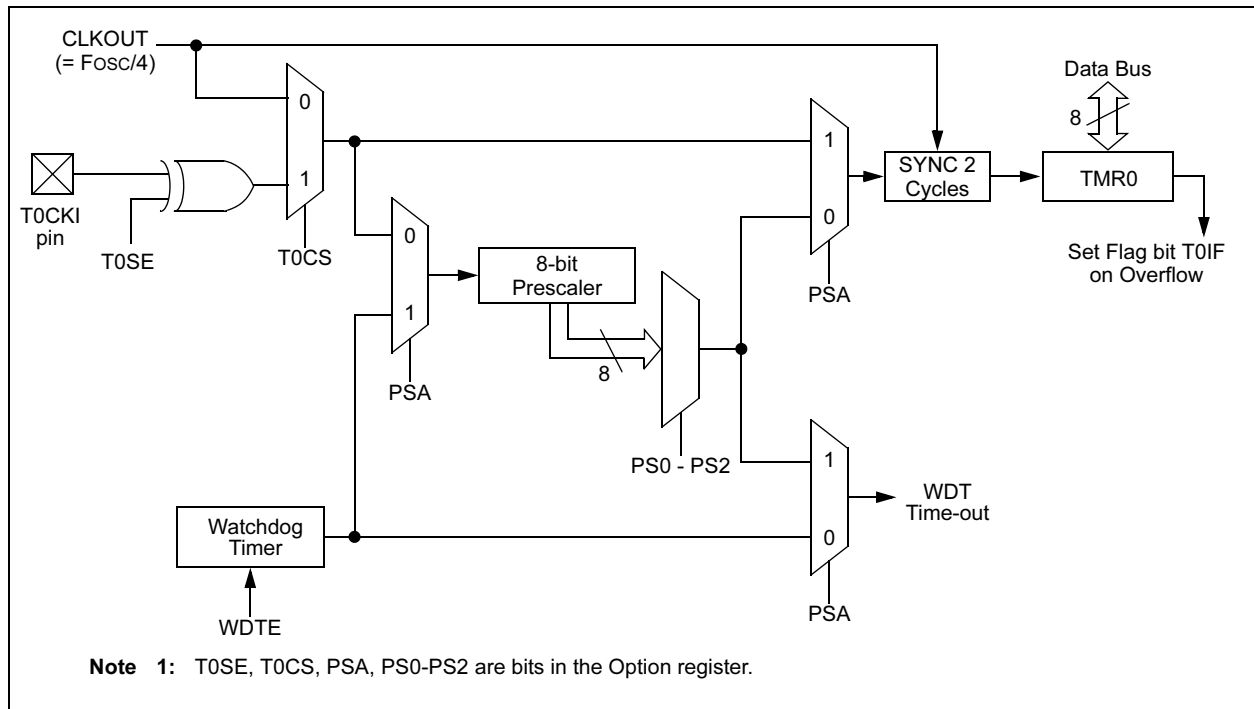 CLKOUT
(= FOSC/4)
0
1
T0CKI
pin
T0SE
T0CS
0
1
PSA
8-bit
Prescaler
8
PS0 - PS2
1
0
PSA
SYNC 2
Cycles
Data Bus
8
TMR0
Set Flag bit T0IF
on Overflow
Watchdog
Timer
WDTE
1
0
PSA
WDT
Time-out
Note 1: T0SE, T0CS, PSA, PS0-PS2 are bits in the Option register.